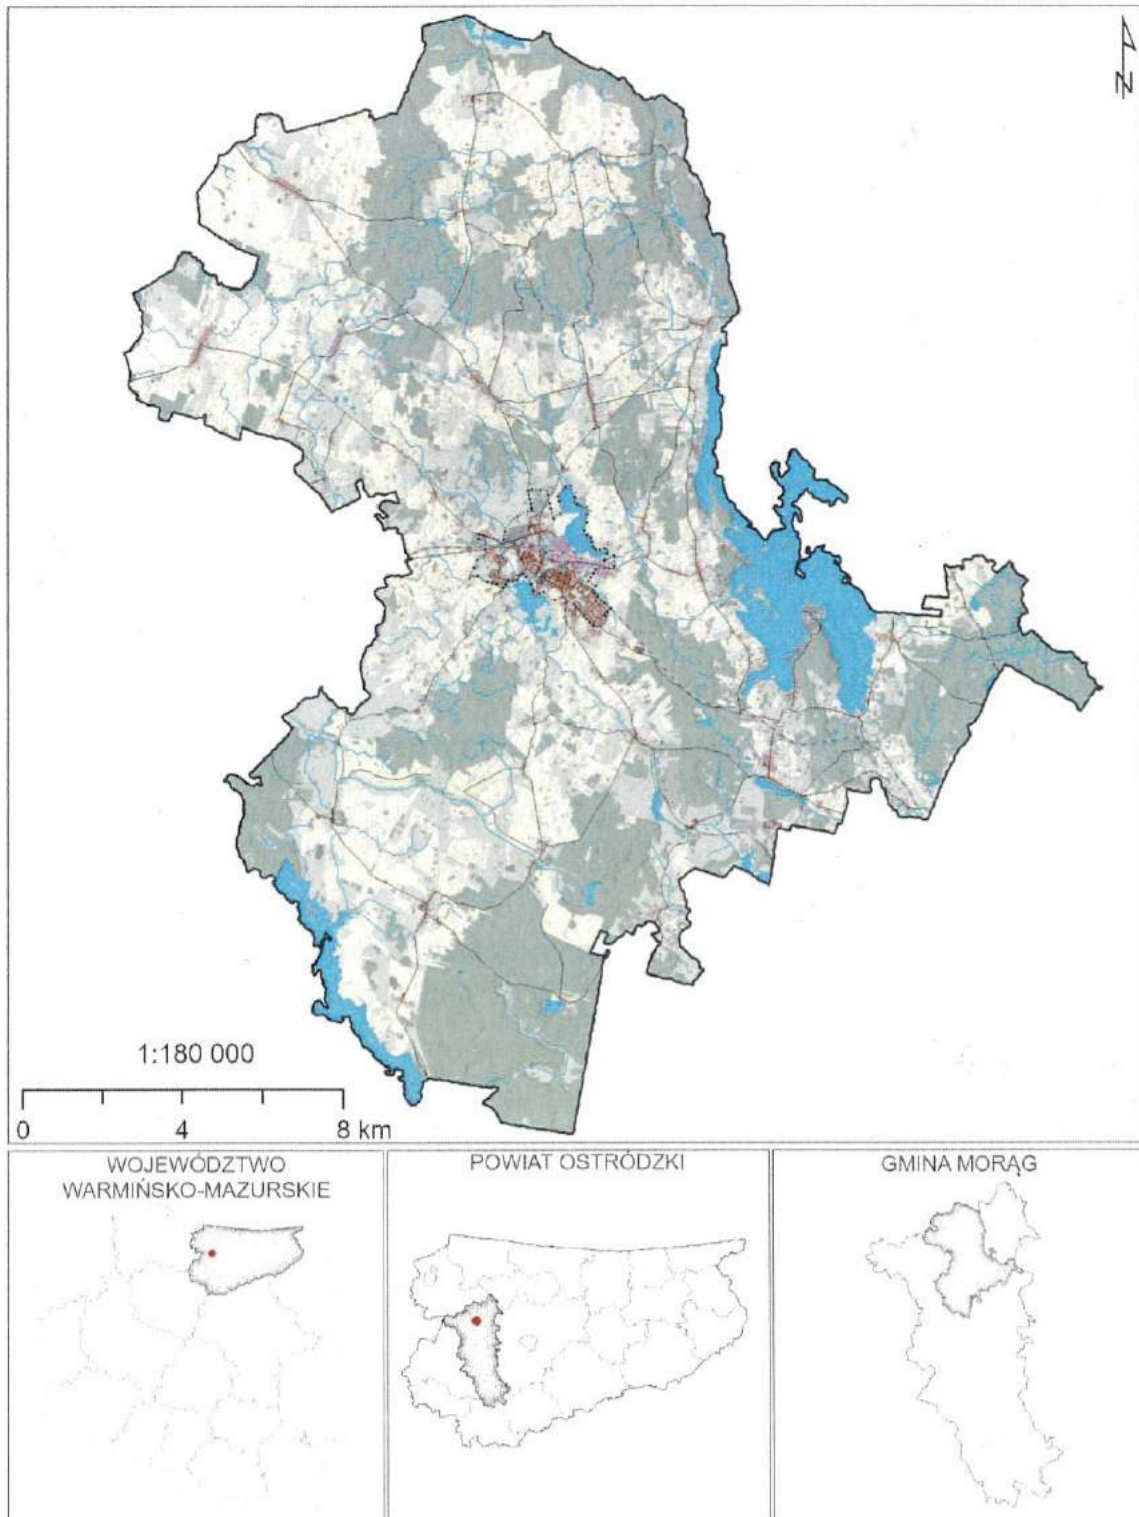 N
1:180 000
0 4 8 km
WOJEWÓDZTWO
WARMIŃSKO-MAZURSKIE
POWIAT OSTRÓDZKI
GMINA MORĄG